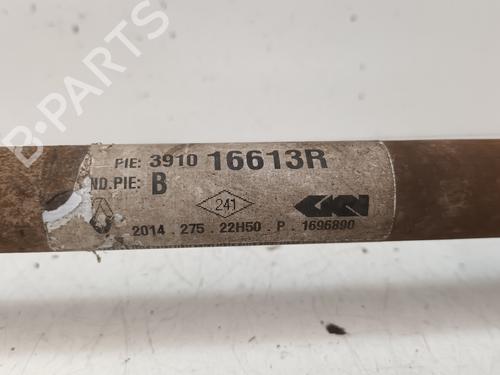 B-PARTS
PIE: 3910 16613R
ND.PIE: B
241
GKN
2014 . 275 . 22H50 . P . 1696890